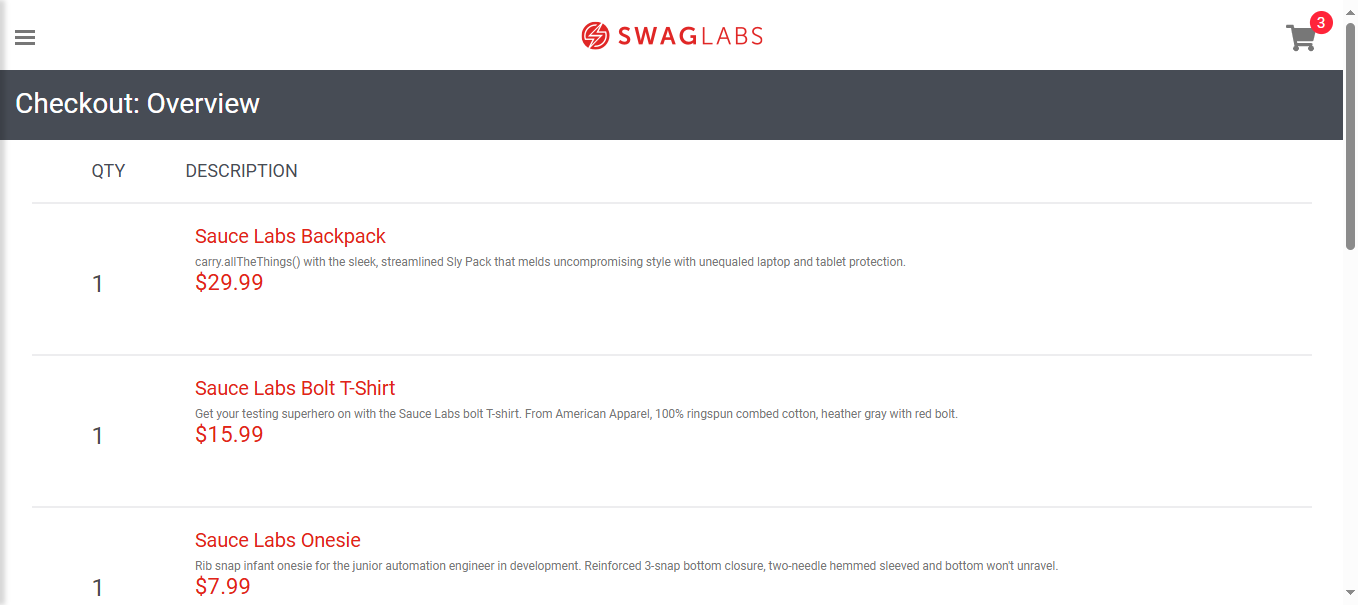 SWAGLABS
3
Checkout: Overview
QTY DESCRIPTION
Sauce Labs Backpack
carry.allTheThings() with the sleek, streamlined Sly Pack that melds uncompromising style with unequaled laptop and tablet protection.
1 $29.99
Sauce Labs Bolt T-Shirt
Get your testing superhero on with the Sauce Labs bolt T-shirt. From American Apparel, 100% ringspun combed cotton, heather gray with red bolt.
1 $15.99
Sauce Labs Onesie
Rib snap infant onesie for the junior automation engineer in development. Reinforced 3-snap bottom closure, two-needle hemmed sleeved and bottom won't unravel.
1 $7.99